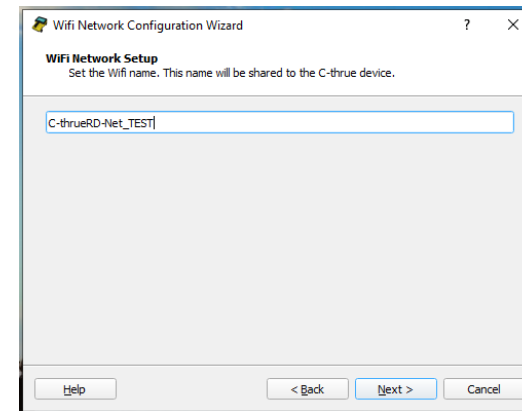 Wifi Network Configuration Wizard
?
WiFi Network Setup
Set the Wifi name. This name will be shared to the C-thrue device.
C-thrueRD-Net_TEST
Help
< Back
Next >
Cancel